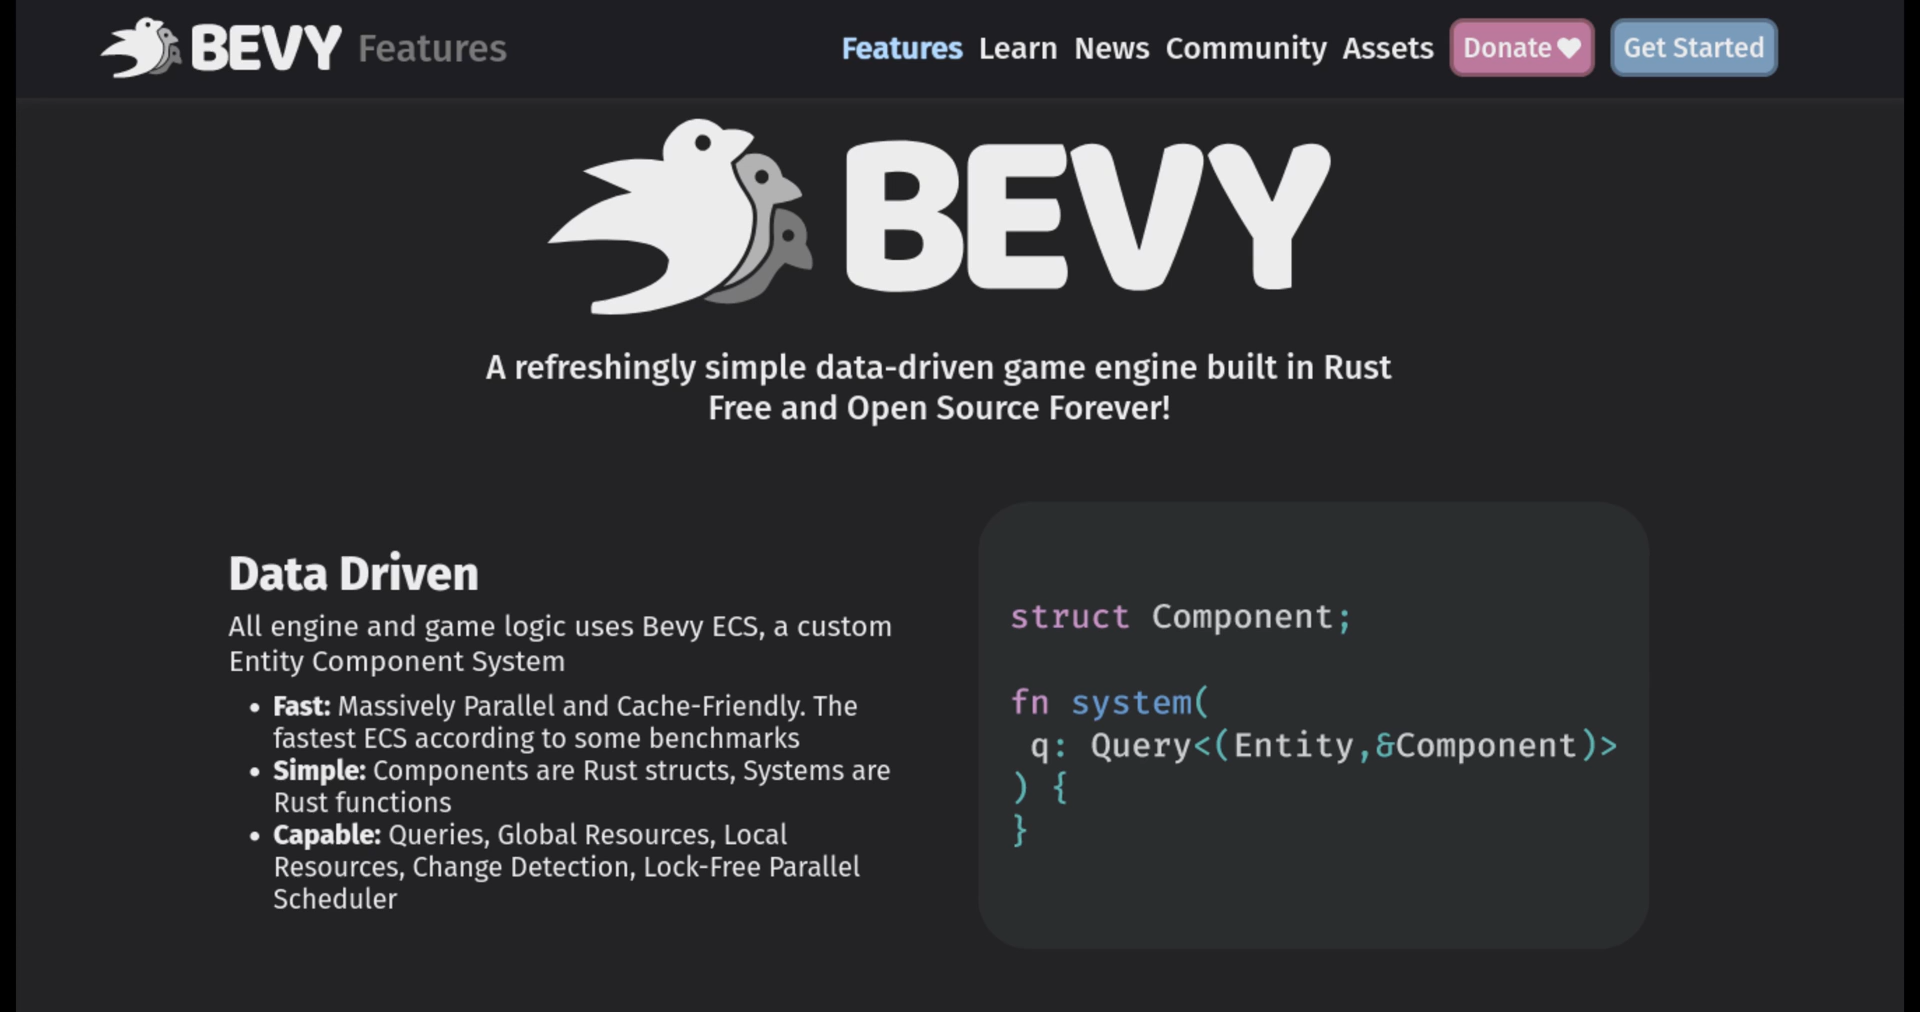 BEVY Features Features Learn News Community Assets Donate Get Started
BEVY
A refreshingly simple data-driven game engine built in Rust
Free and Open Source Forever!
Data Driven
All engine and game logic uses Bevy ECS, a custom
Entity Component System
• Fast: Massively Parallel and Cache-Friendly. The
fastest ECS according to some benchmarks
• Simple: Components are Rust structs, Systems are
Rust functions
• Capable: Queries, Global Resources, Local
Resources, Change Detection, Lock-Free Parallel
Scheduler
struct Component;
fn system(
q: Query<(Entity,&Component)>
) {
}